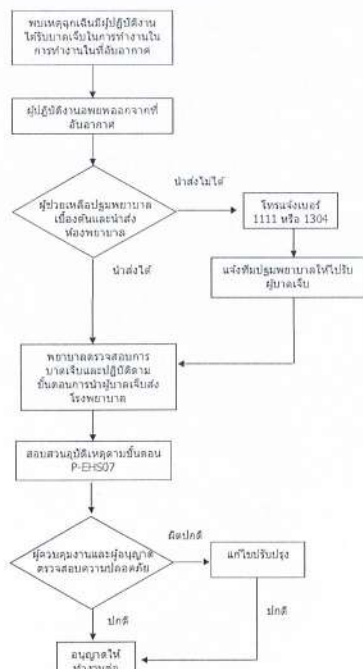 พบเหตุฉุกเฉินมีผู้ปฏิบัติงาน
ได้รับบาดเจ็บในการทำงานใน
การทำงานในที่อับอากาศ
ผู้ปฏิบัติงานอพยพออกจากที่
อับอากาศ
ผู้ช่วยเหลือปฐมพยาบาล
เบื้องต้นและนำส่ง
ห้องพยาบาล
นำส่งไม่ได้
โทรแจ้งเบอร์
1111 หรือ 1304
แจ้งทีมปฐมพยาบาลให้ไปรับ
ผู้บาดเจ็บ
นำส่งได้
พยาบาลตรวจสอบการ
บาดเจ็บและปฏิบัติตาม
ขั้นตอนการนำผู้บาดเจ็บส่ง
โรงพยาบาล
สอบสวนอุบัติเหตุตามขั้นตอน
P-EHS07
ผู้ควบคุมงานและผู้อนุญาต
ตรวจสอบความปลอดภัย
ผิดปกติ
แก้ไขปรับปรุง
ปกติ
ปกติ
อนุญาตให้
ทำงานต่อ